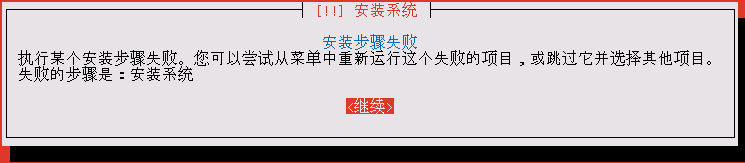 [!!] 安装系统
安装步骤失败
执行某个安装步骤失败。您可以尝试从菜单中重新运行这个失败的项目，或跳过它并选择其他项目。
失败的步骤是：安装系统
<继续>